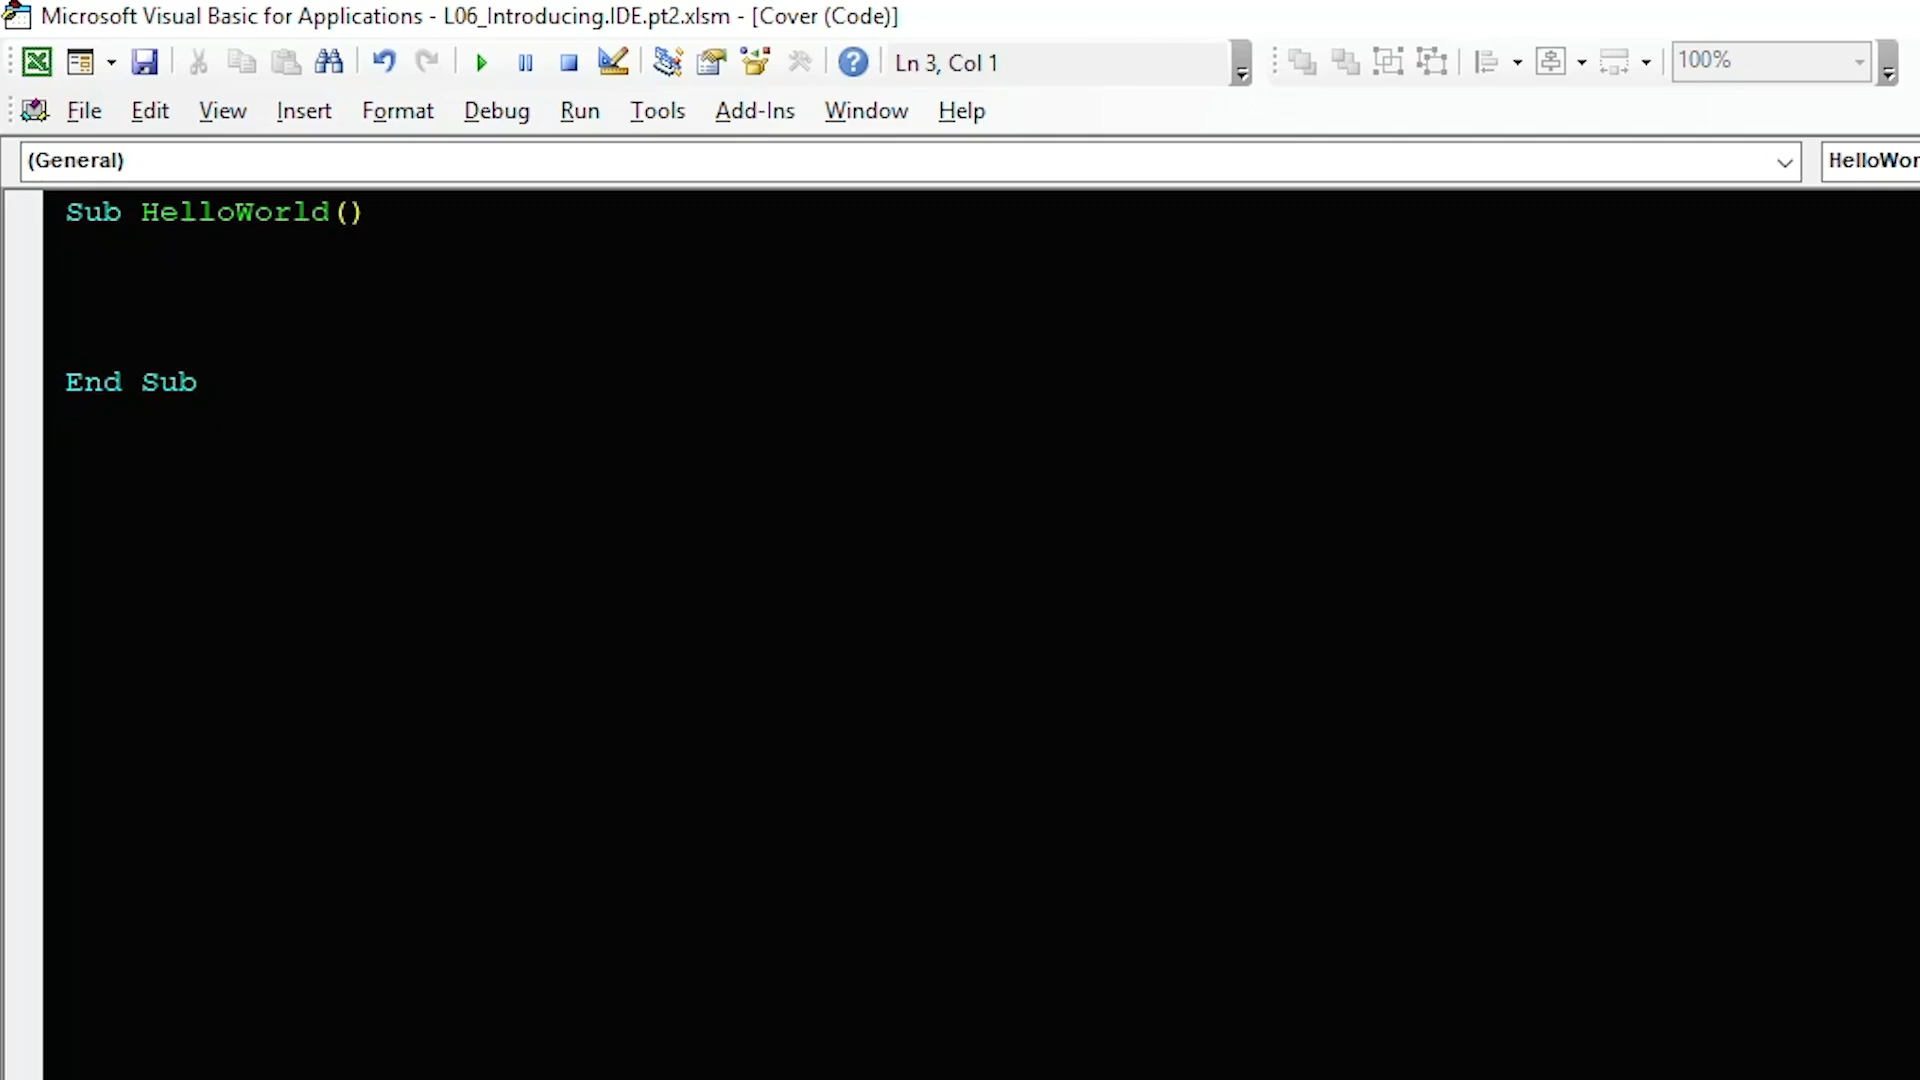 Microsoft Visual Basic for Applications - L06_Introducing.IDE.pt2.xlsm - [Cover (Code)]
Ln 3, Col 1
100%
File Edit View Insert Format Debug Run Tools Add-Ins Window Help
(General)
HelloWor
Sub HelloWorld()
End Sub